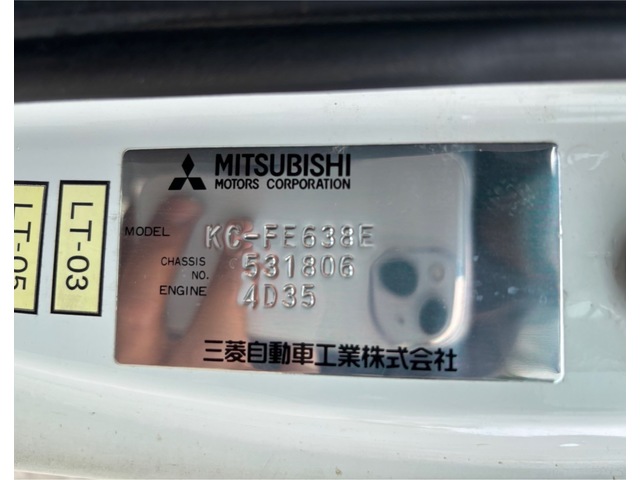 MITSUBISHI
MOTORS CORPORATION
MODEL KC-FE638E
CHASSIS NO. 531806
ENGINE 4D35
三菱自動車工業株式会社
LT-03
LT-05